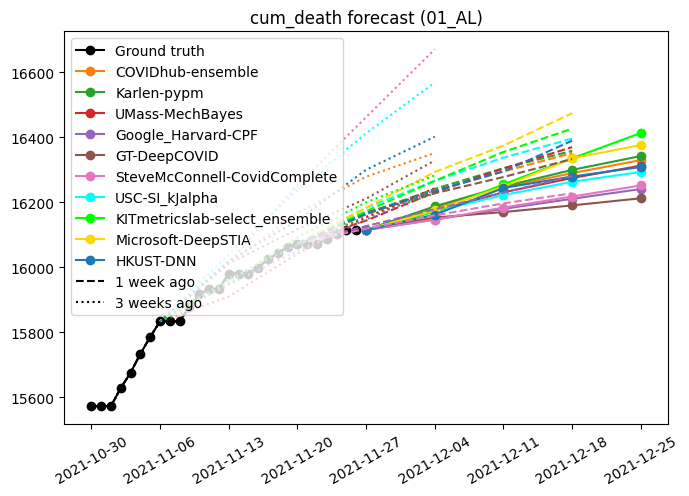 cum_death forecast (01_AL)
16600
16400
16200
16000
15800
15600
Ground truth
COVIDhub-ensemble
Karlen-pypm
UMass-MechBayes
Google_Harvard-CPF
GT-DeepCOVID
SteveMcConnell-CovidComplete
USC-SI_kJalpha
KITmetricslab-select_ensemble
Microsoft-DeepSTIA
HKUST-DNN
1 week ago
3 weeks ago
2021-10-30
2021-11-06
2021-11-13
2021-11-20
2021-11-27
2021-12-04
2021-12-11
2021-12-18
2021-12-25